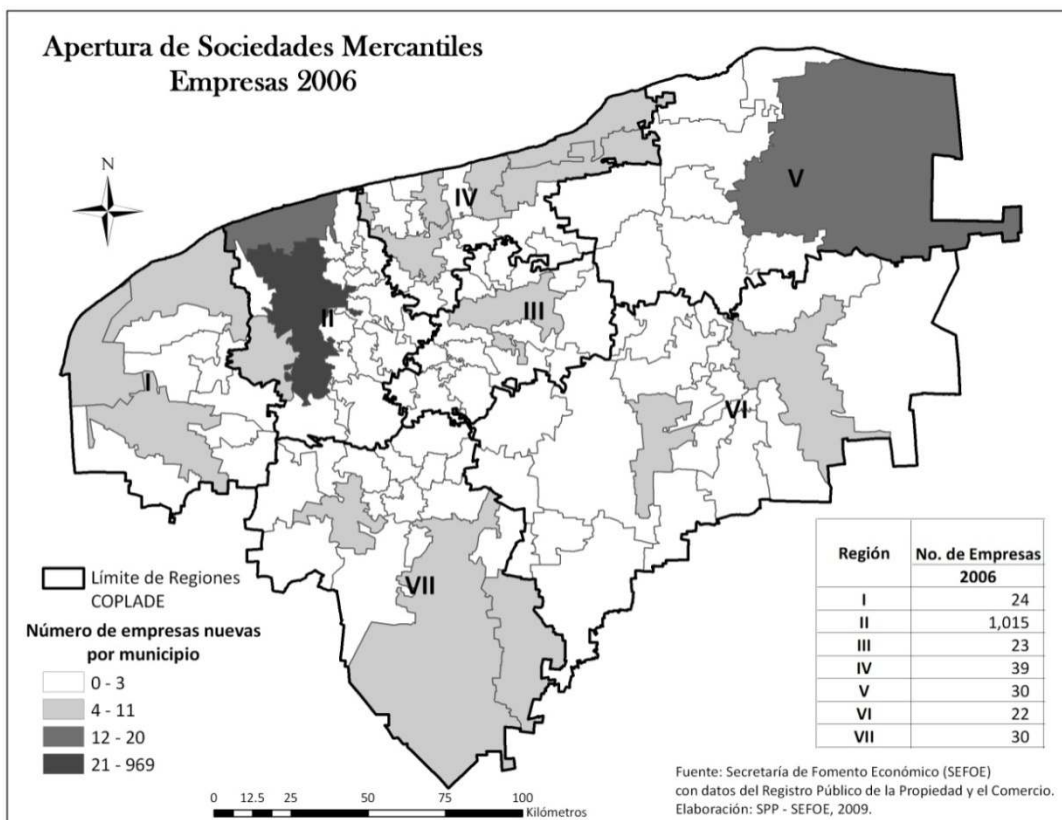 Apertura de Sociedades Mercantiles
Empresas 2006
N
V
IV
III
II
I
VI
VII
Límite de Regiones
COPLADE
Número de empresas nuevas
por municipio
0 - 3
4 - 11
12 - 20
21 - 969
0 12.5 25 50 75 100
Kilómetros
Región No. de Empresas
2006
I 24
II 1,015
III 23
IV 39
V 30
VI 22
VII 30
Fuente: Secretaría de Fomento Económico (SEFOE)
con datos del Registro Público de la Propiedad y el Comercio.
Elaboración: SPP - SEFOE, 2009.